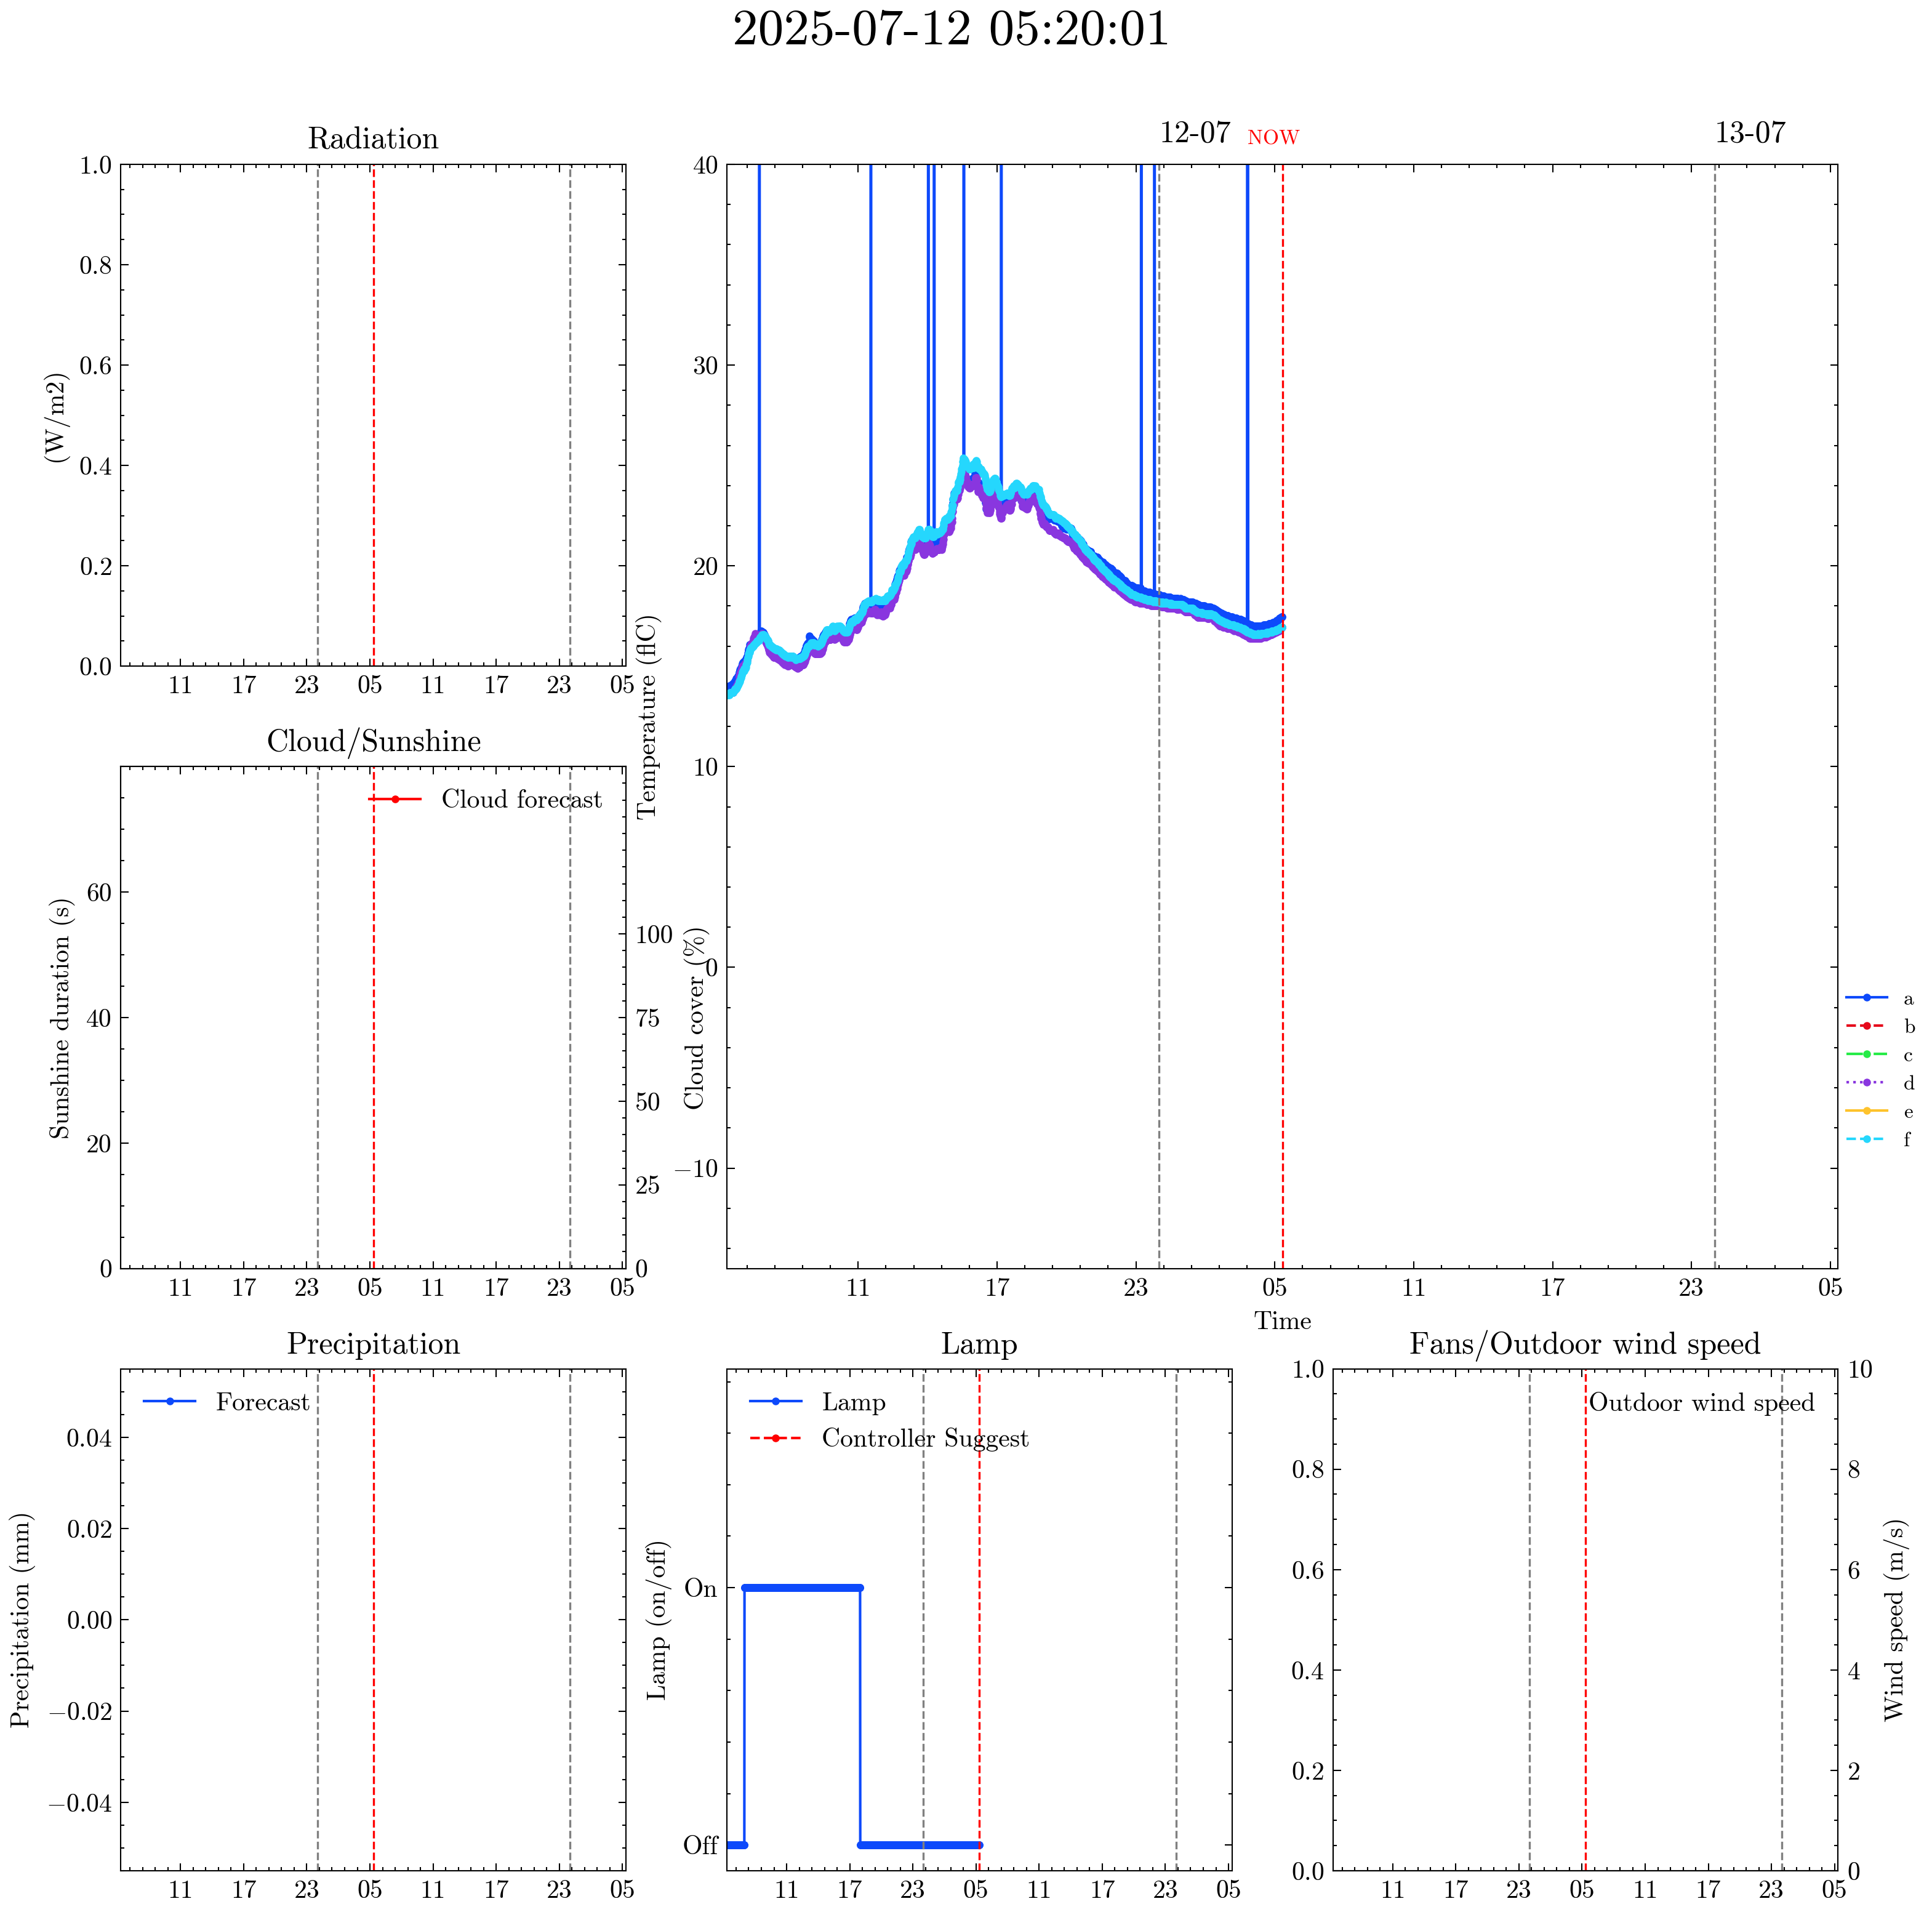 2025-07-12 05:20:01
Radiation
1.0
0.8
0.6
0.4
0.2
0.0
(W/m2)
11 17 23 05 11 17 23 05
12-07 NOW 13-07
40
30
20
10
0
−10
Temperature (flC)
11 17 23 05 11 17 23 05
Time
a
b
c
d
e
f
Cloud/Sunshine
Cloud forecast
60
40
20
0
Sunshine duration (s)
100
75
50
25
0
Cloud cover (%)
11 17 23 05 11 17 23 05
Precipitation
Forecast
0.04
0.02
0.00
−0.02
−0.04
Precipitation (mm)
11 17 23 05 11 17 23 05
Lamp
Lamp
Controller Suggest
On
Off
Lamp (on/off)
11 17 23 05 11 17 23 05
Fans/Outdoor wind speed
Outdoor wind speed
1.0
0.8
0.6
0.4
0.2
0.0
10
8
6
4
2
0
Wind speed (m/s)
11 17 23 05 11 17 23 05